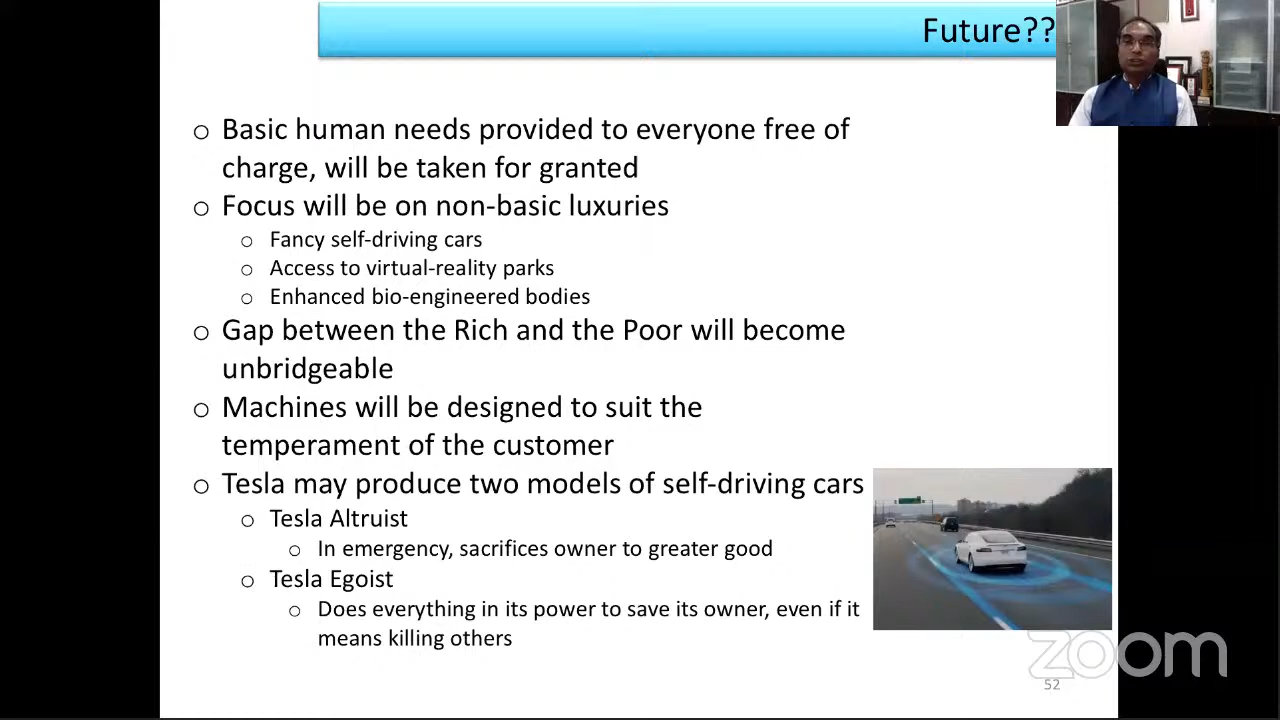 Future??
o Basic human needs provided to everyone free of
charge, will be taken for granted
o Focus will be on non-basic luxuries
o Fancy self-driving cars
o Access to virtual-reality parks
o Enhanced bio-engineered bodies
o Gap between the Rich and the Poor will become
unbridgeable
o Machines will be designed to suit the
temperament of the customer
o Tesla may produce two models of self-driving cars
o Tesla Altruist
o In emergency, sacrifices owner to greater good
o Tesla Egoist
o Does everything in its power to save its owner, even if it
means killing others
zoom
52